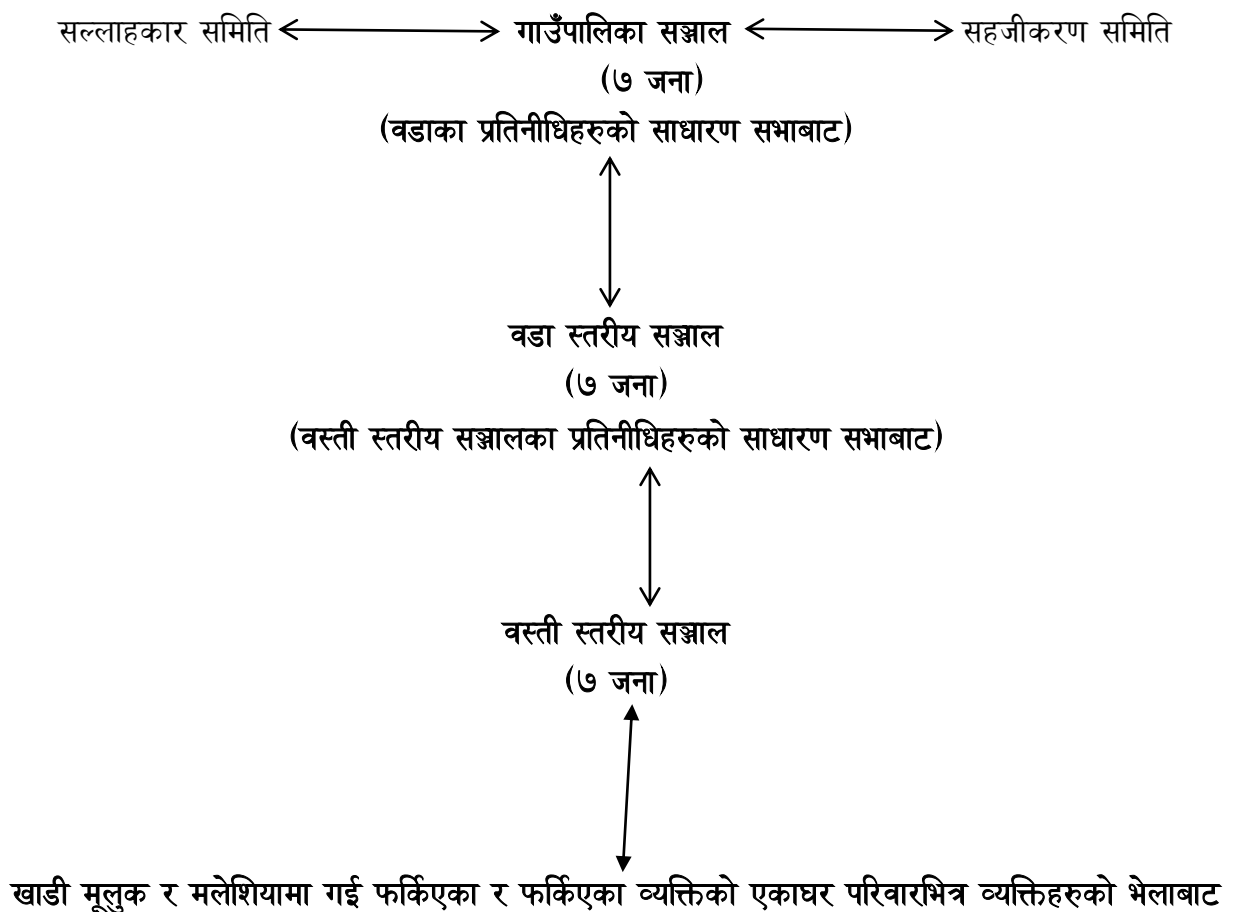 सल्लाहकार समिति गाउँपालिका सञ्जाल सहजीकरण समिति
(७ जना)
(वडाका प्रतिनीधिहरुको साधारण सभाबाट)
वडा स्तरीय सञ्जाल
(७ जना)
(वस्ती स्तरीय सञ्जालका प्रतिनीधिहरुको साधारण सभाबाट)
वस्ती स्तरीय सञ्जाल
(७ जना)
खाडी मूलुक र मलेशियामा गई फर्किएका र फर्किएका व्यक्तिको एकाघर परिवारभित्र व्यक्तिहरुको भेलाबाट